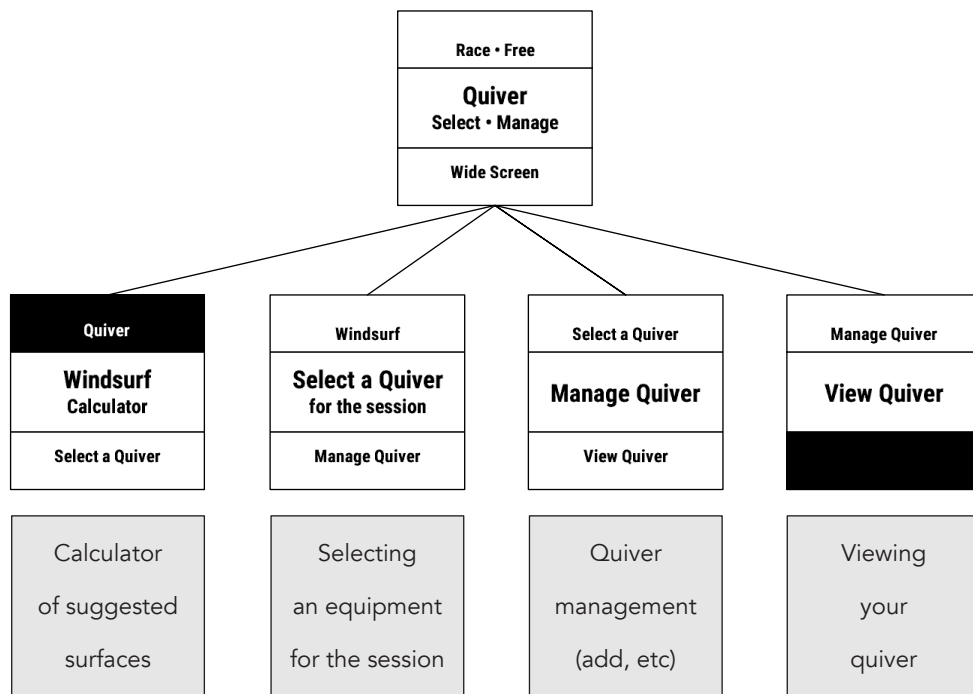 Race • Free
Quiver
Select • Manage
Wide Screen
Quiver
Windsurf
Calculator
Select a Quiver
Windsurf
Select a Quiver
for the session
Manage Quiver
Select a Quiver
Manage Quiver
View Quiver
Manage Quiver
View Quiver
Calculator
of suggested
surfaces
Selecting
an equipment
for the session
Quiver
management
(add, etc)
Viewing
your
quiver